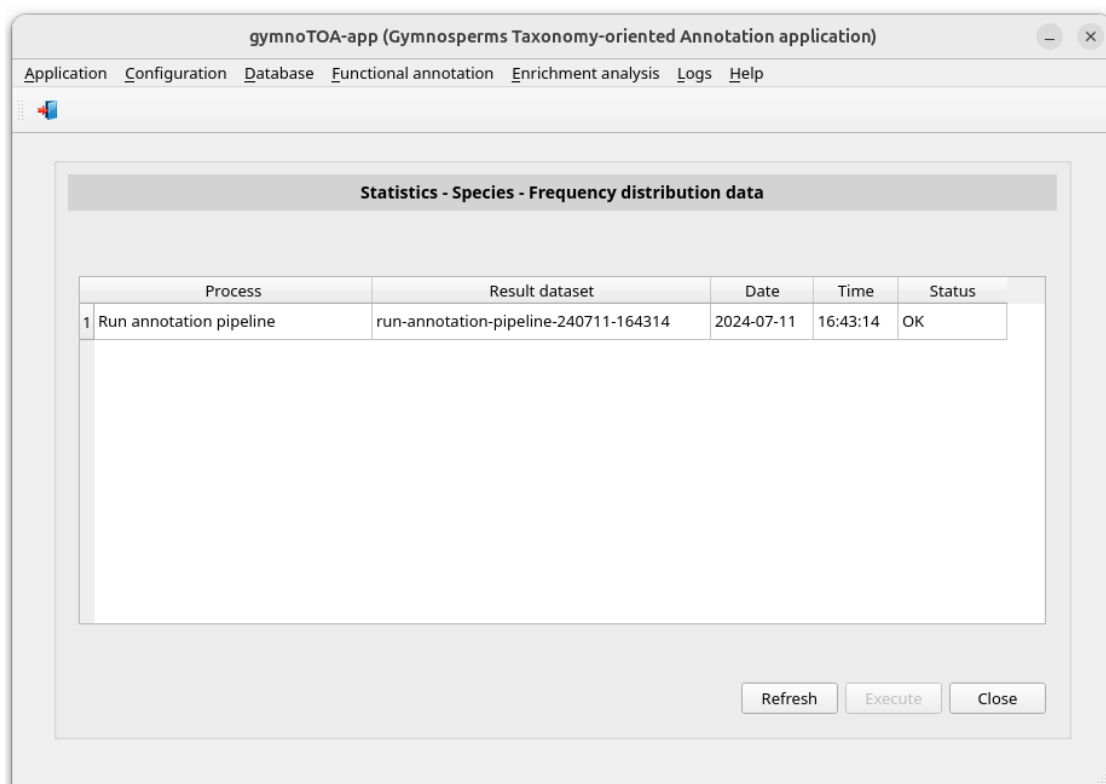 gymnoTOA-app (Gymnosperms Taxonomy-oriented Annotation application)
Application Configuration Database Functional annotation Enrichment analysis Logs Help
Statistics - Species - Frequency distribution data
Process Result dataset Date Time Status
1 Run annotation pipeline run-annotation-pipeline-240711-164314 2024-07-11 16:43:14 OK
Refresh Execute Close